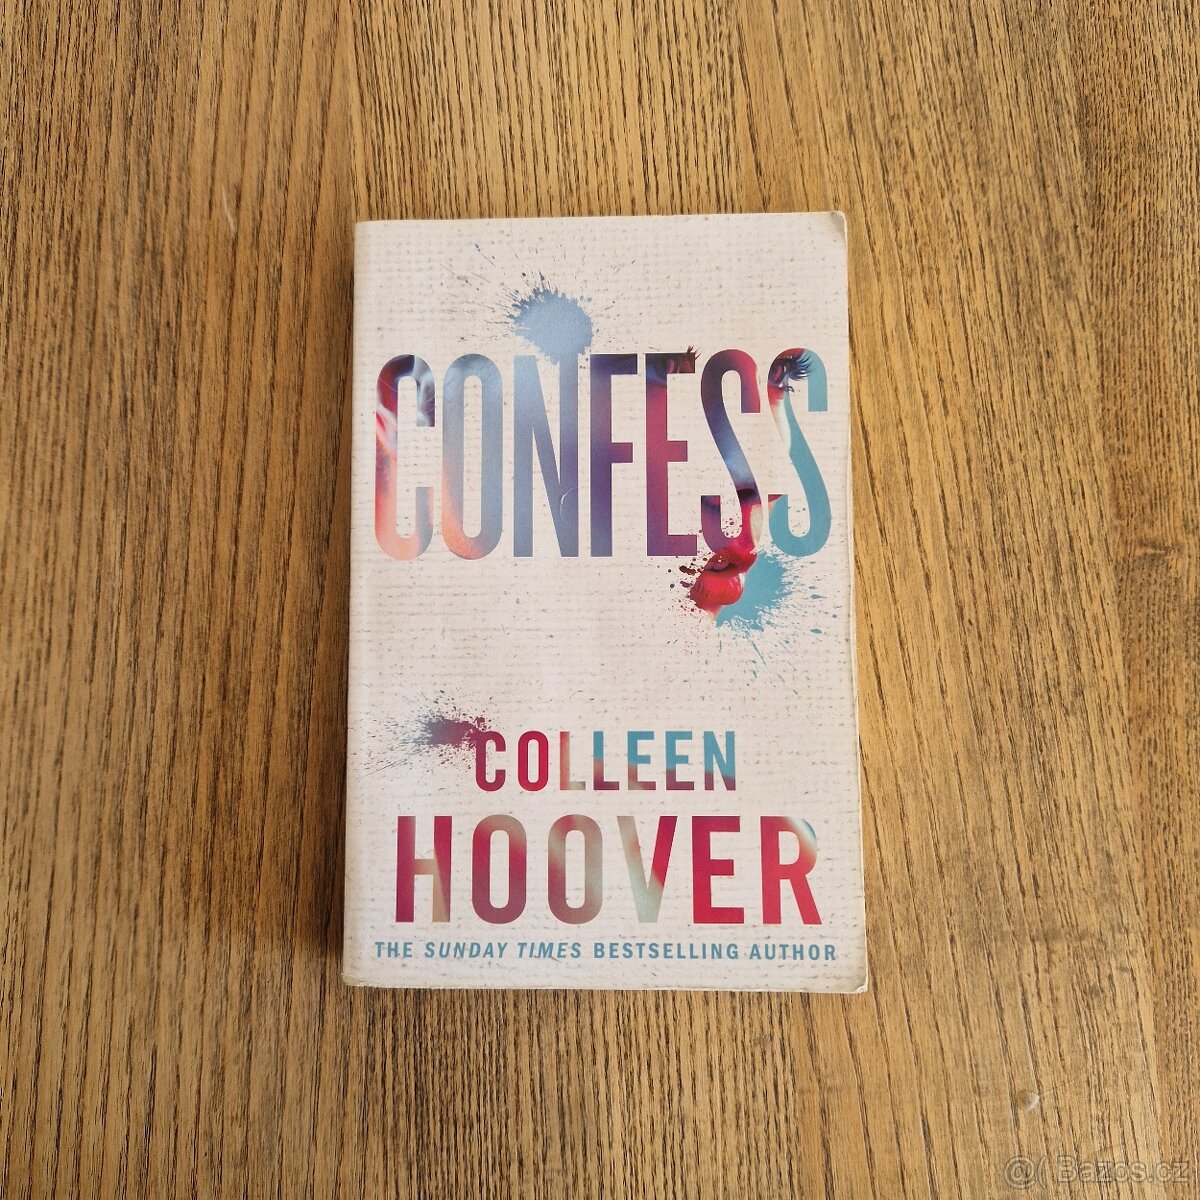 CONFESS
COLLEEN
HOOVER
THE SUNDAY TIMES BESTSELLING AUTHOR
@( Bazos.cz